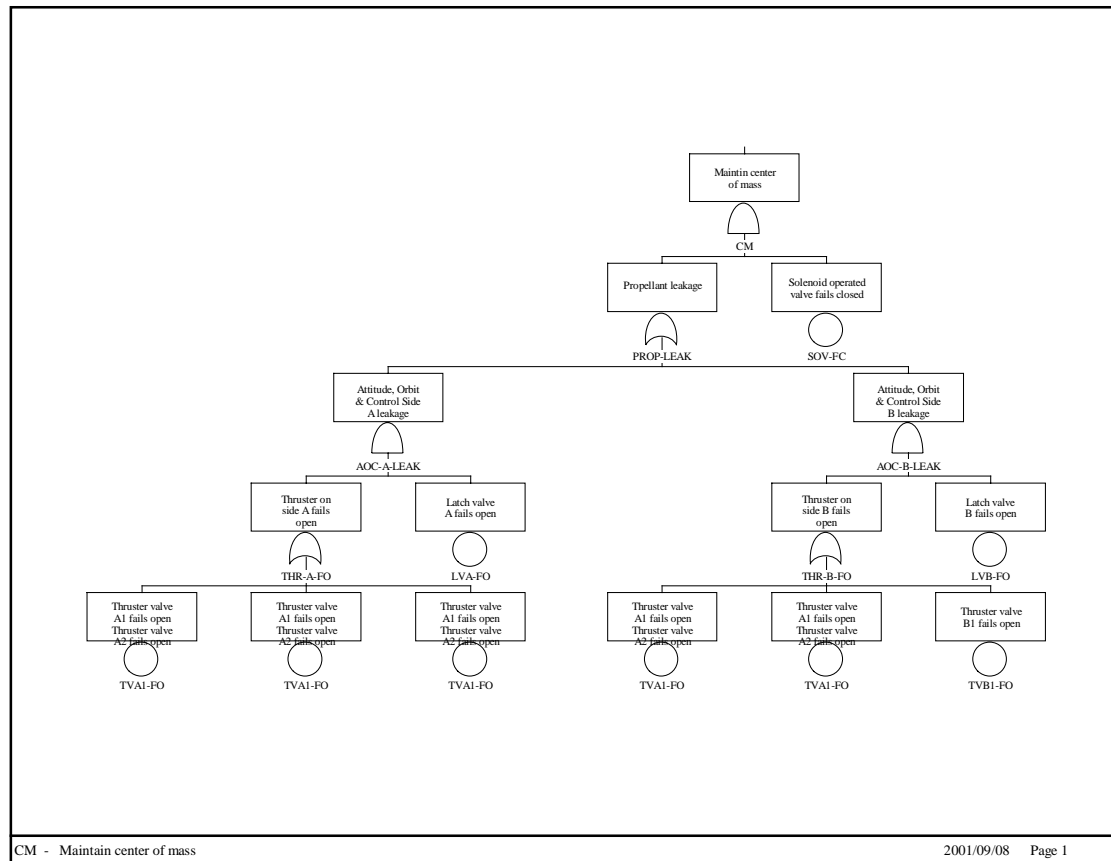 Maintin center
of mass
CM
Propellant leakage
Solenoid operated
valve fails closed
PROP-LEAK
SOV-FC
Attitude, Orbit
& Control Side
A leakage
Attitude, Orbit
& Control Side
B leakage
AOC-A-LEAK
AOC-B-LEAK
Thruster on
side A fails
open
Latch valve
A fails open
Thruster on
side B fails
open
Latch valve
B fails open
THR-A-FO
LVA-FO
THR-B-FO
LVB-FO
Thruster valve
A1 fails open
Thruster valve
A2 fails open
Thruster valve
A1 fails open
Thruster valve
A2 fails open
Thruster valve
A1 fails open
Thruster valve
A2 fails open
Thruster valve
A1 fails open
Thruster valve
A2 fails open
Thruster valve
A1 fails open
Thruster valve
A2 fails open
Thruster valve
B1 fails open
TVA1-FO
TVA1-FO
TVA1-FO
TVA1-FO
TVA1-FO
TVB1-FO
CM - Maintain center of mass
2001/09/08 Page 1